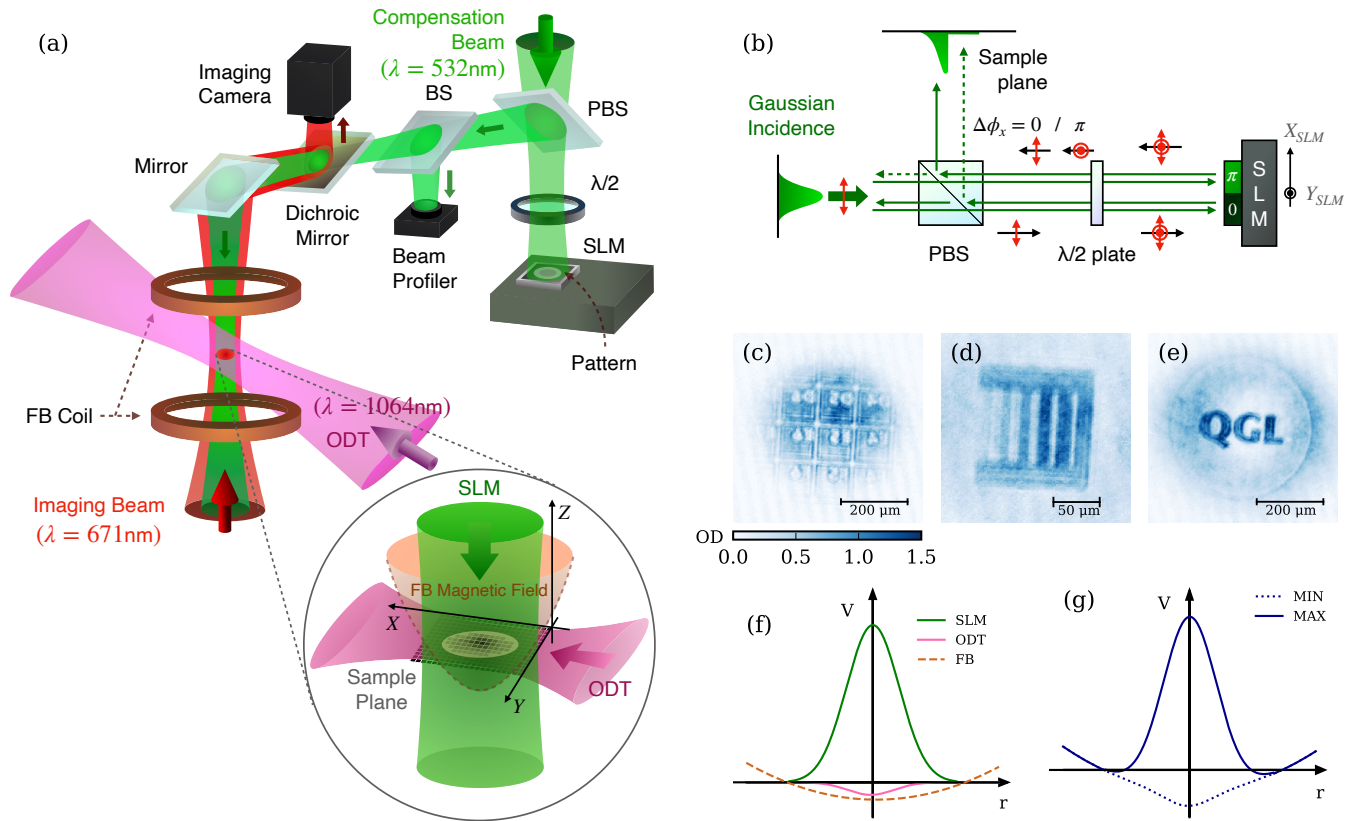 (a)
Compensation
Beam
(λ = 532nm)
Imaging
Camera
BS
PBS
Mirror
λ/2
Dichroic
Mirror
Beam
Profiler
SLM
Pattern
FB Coil
(λ = 1064nm)
ODT
Imaging Beam
(λ = 671nm)
SLM
Z
FB Magnetic Field
X
Sample
Plane
Y
ODT
(b)
Sample
plane
Gaussian
Incidence
Δϕx = 0 / π
XSLM
π
0
SLM
YSLM
PBS
λ/2 plate
(c)
200 μm
(d)
50 μm
(e)
QGL
200 μm
OD
0.0 0.5 1.0 1.5
(f)
V
SLM
ODT
FB
r
(g)
V
MIN
MAX
r